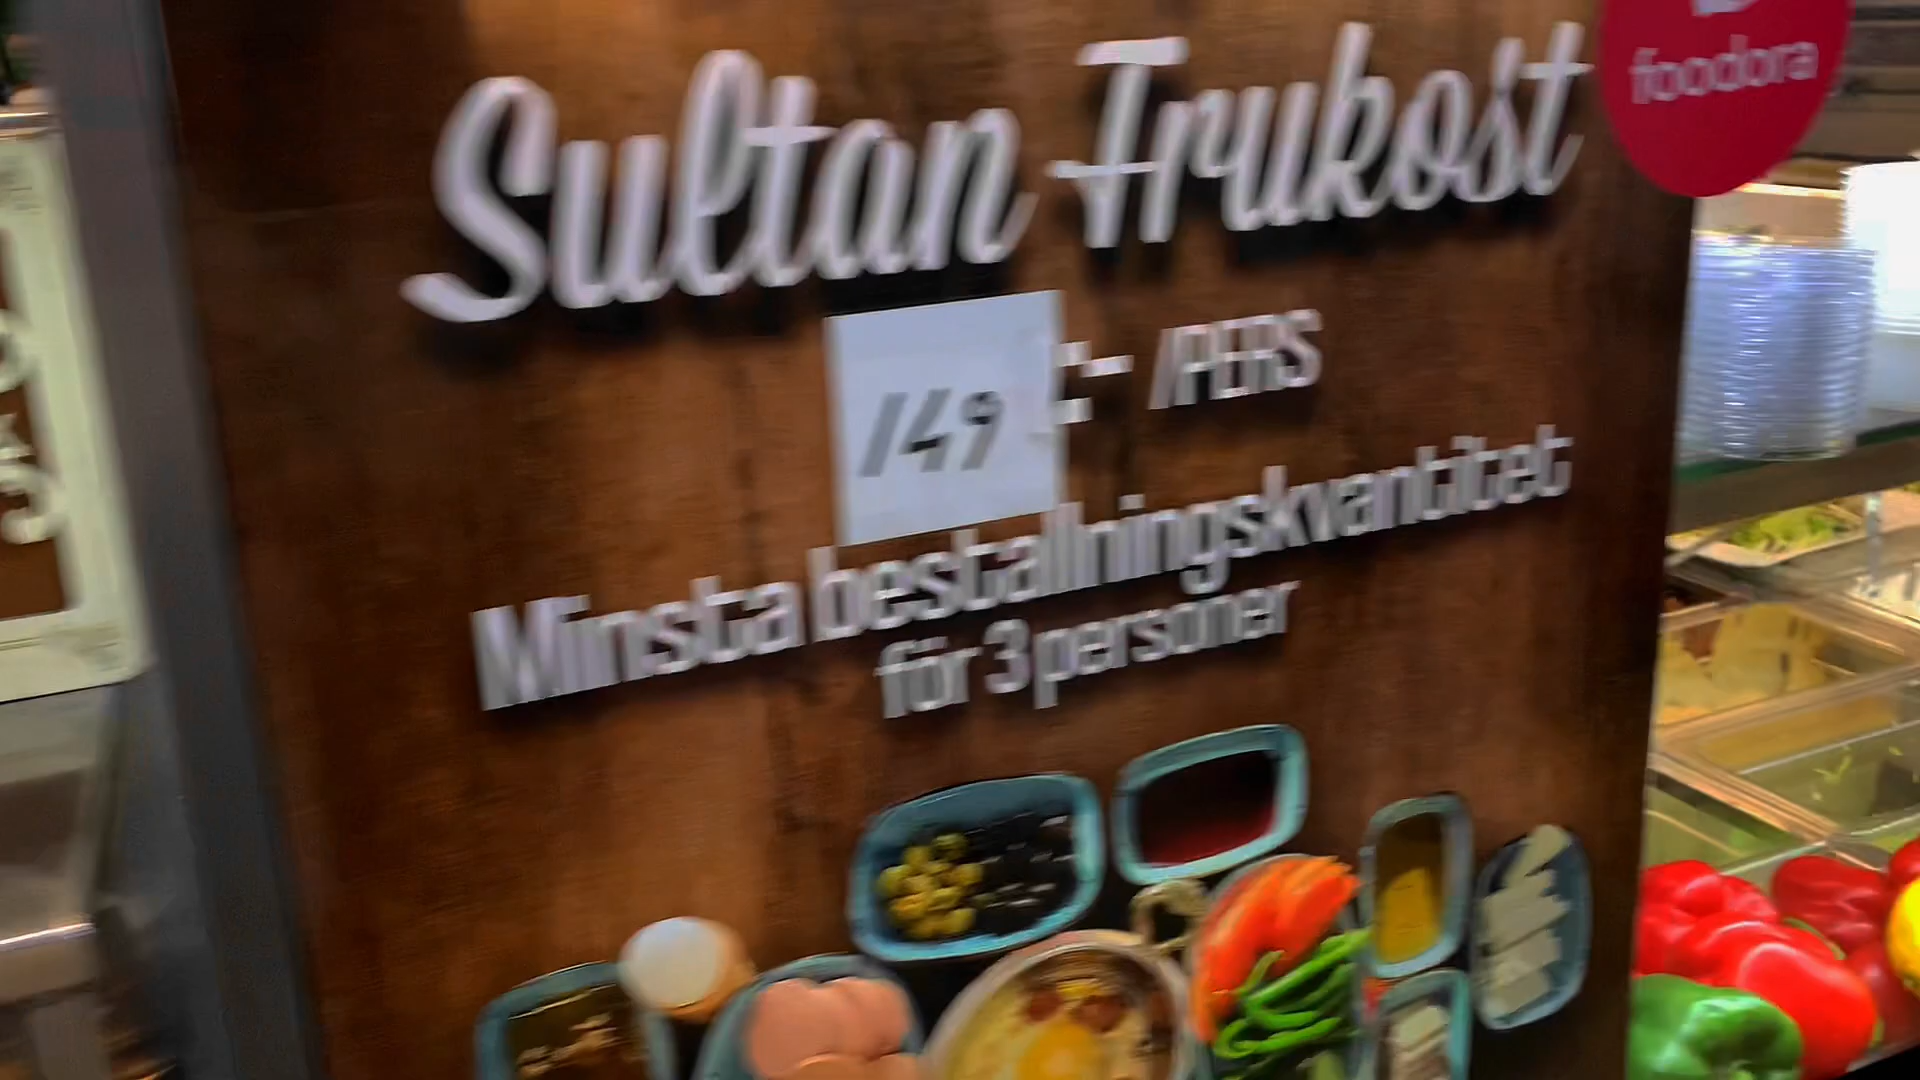 Sultan Frukost
foodora
149 :- /PERS
Minsta beställningskvantitet
för 3 personer